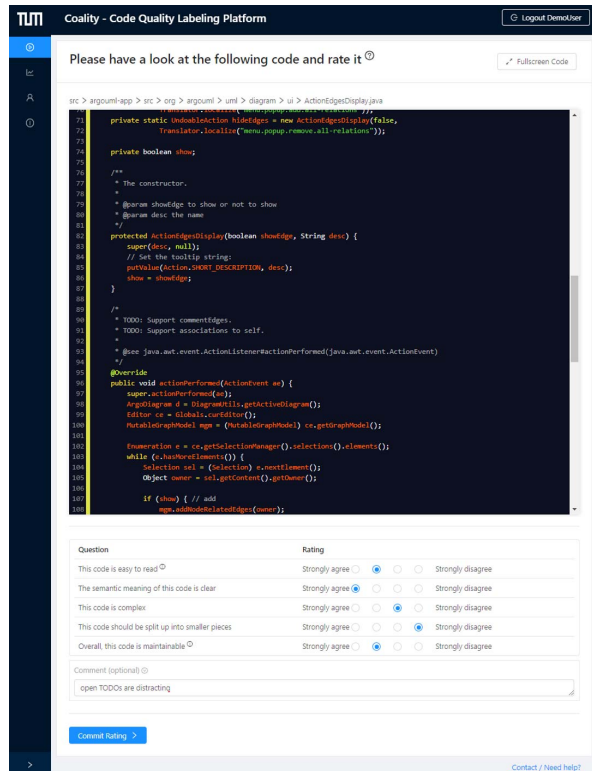 TUM
Coality - Code Quality Labeling Platform
Logout DemoUser
Please have a look at the following code and rate it
Fullscreen Code
src > argouml-app > src > org > argouml > uml > diagram > ui > ActionEdgesDisplay.java
70 Translator.localize("menu.popup.add.all-relations"));
71 private static UndoableAction hideEdges = new ActionEdgesDisplay(false,
72 Translator.localize("menu.popup.remove.all-relations"));
73
74 private boolean show;
75
76 /**
77 * The constructor.
78 *
79 * @param showEdge to show or not to show
80 * @param desc the name
81 */
82 protected ActionEdgesDisplay(boolean showEdge, String desc) {
83 super(desc, null);
84 // Set the tooltip string:
85 putValue(Action.SHORT_DESCRIPTION, desc);
86 show = showEdge;
87 }
88
89 /*
90 * TODO: Support commentEdges.
91 * TODO: Support associations to self.
92 *
93 * @see java.awt.event.ActionListener#actionPerformed(java.awt.event.ActionEvent)
94 */
95 @Override
96 public void actionPerformed(ActionEvent ae) {
97 super.actionPerformed(ae);
98 ArgoDiagram d = DiagramUtils.getActiveDiagram();
99 Editor ce = Globals.curEditor();
100 MutableGraphModel mgm = (MutableGraphModel) ce.getGraphModel();
101
102 Enumeration e = ce.getSelectionManager().selections().elements();
103 while (e.hasMoreElements()) {
104 Selection sel = (Selection) e.nextElement();
105 Object owner = sel.getContent().getOwner();
106
107 if (show) { // add
108 mgm.addNodeRelatedEdges(owner);
Question Rating
This code is easy to read Strongly agree Strongly disagree
The semantic meaning of this code is clear Strongly agree Strongly disagree
This code is complex Strongly agree Strongly disagree
This code should be split up into smaller pieces Strongly agree Strongly disagree
Overall, this code is maintainable Strongly agree Strongly disagree
Comment (optional)
open TODOs are distracting
Commit Rating >
Contact / Need help?